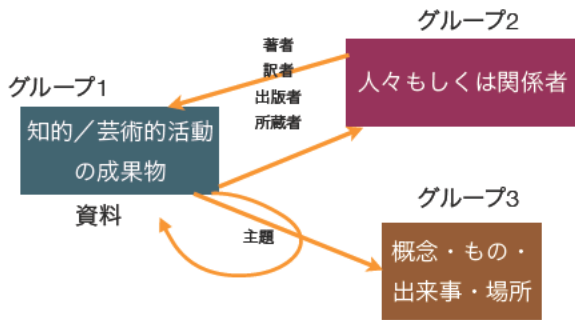 グループ2
著者
訳者
出版者
所蔵者
人々もしくは関係者
グループ1
知的／芸術的活動
の成果物
資料
主題
グループ3
概念・もの・
出来事・場所